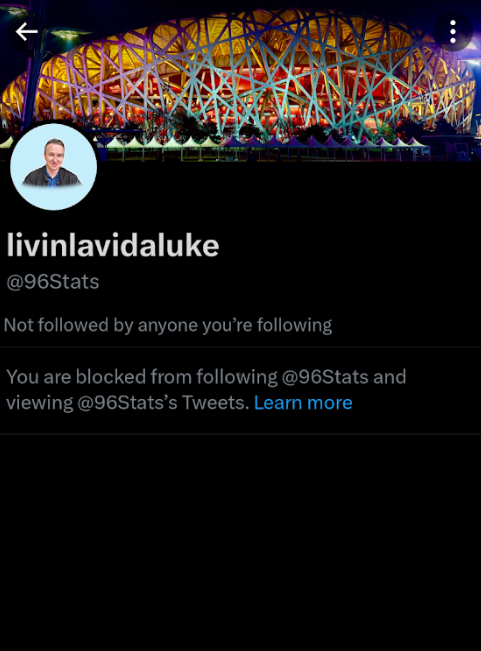 livinlavidaluke
@96Stats
Not followed by anyone you’re following
You are blocked from following @96Stats and
viewing @96Stats’s Tweets. Learn more